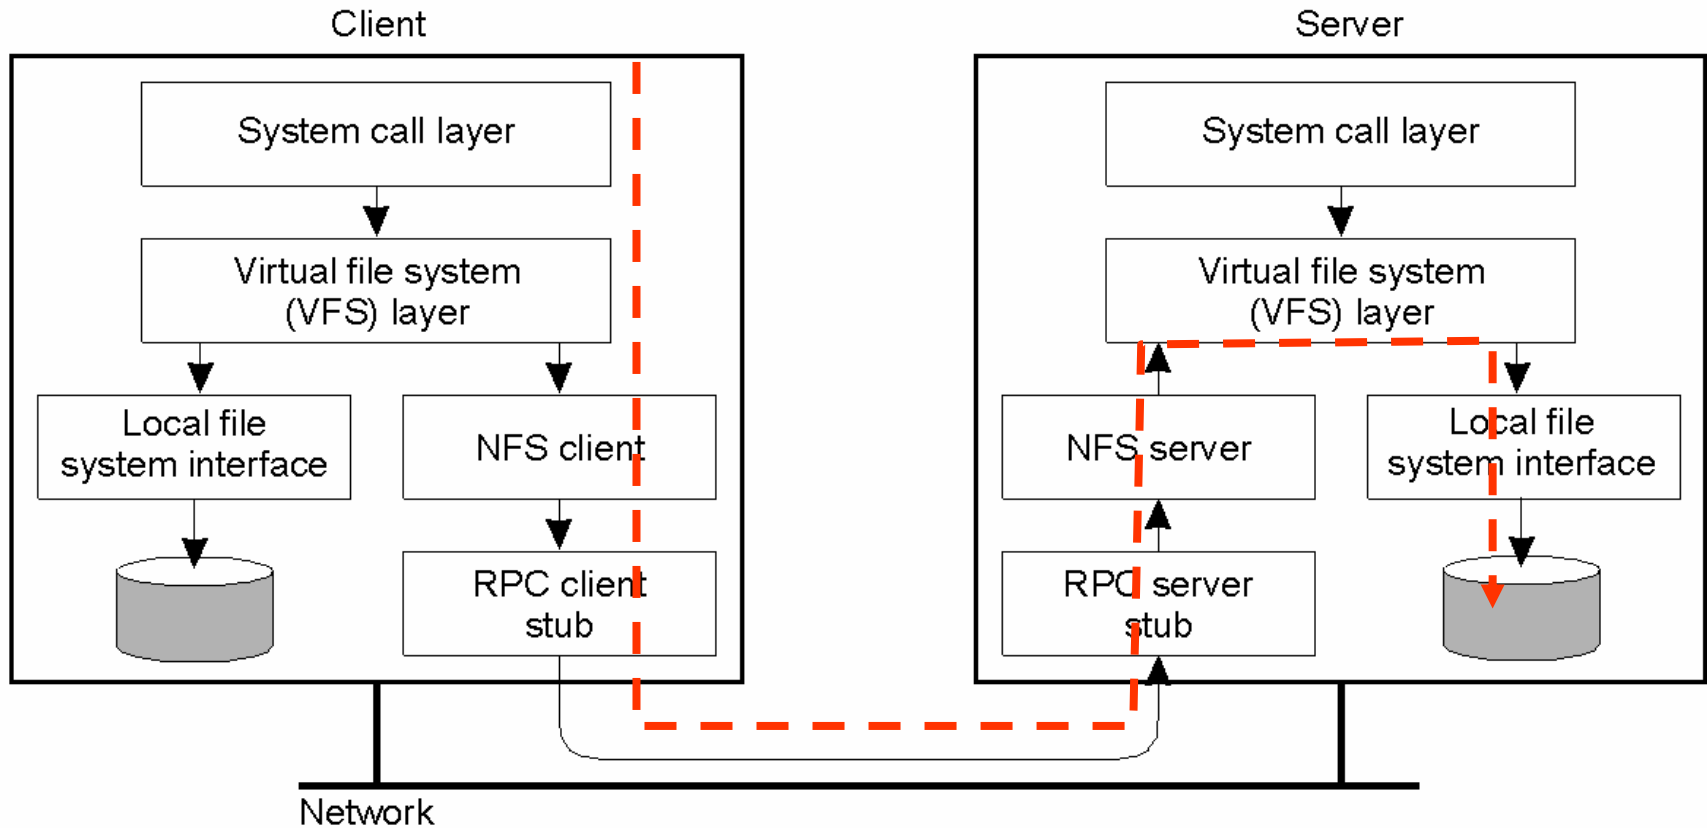 Client
System call layer
Virtual file system
(VFS) layer
Local file
system interface
NFS client
RPC client
stub
Server
System call layer
Virtual file system
(VFS) layer
NFS server
Local file
system interface
RPC server
stub
Network